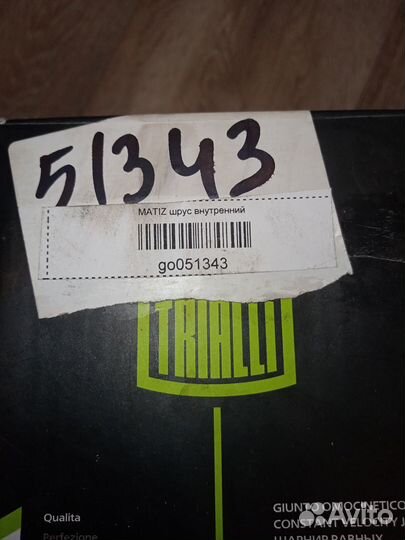 51343
MATIZ шрус внутренний
go051343
TRIALLI
Qualita
Perfezione
GIUNTO OMOCINETICO
CONSTANT VELOCITY J
ШАРНИР РАВНЫХ
Avito